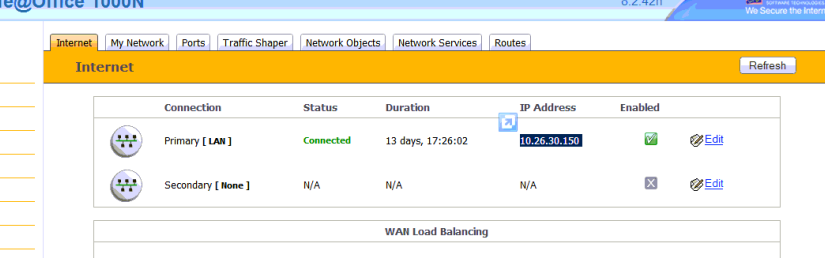 @Office 1000N
8.2.42n
SOFTWARE TECHNOLOGIES
We Secure the Intern
Internet My Network Ports Traffic Shaper Network Objects Network Services Routes
Internet Refresh
Connection Status Duration IP Address Enabled
Primary [ LAN ] Connected 13 days, 17:26:02 10.26.30.150 Edit
Secondary [ None ] N/A N/A N/A Edit
WAN Load Balancing